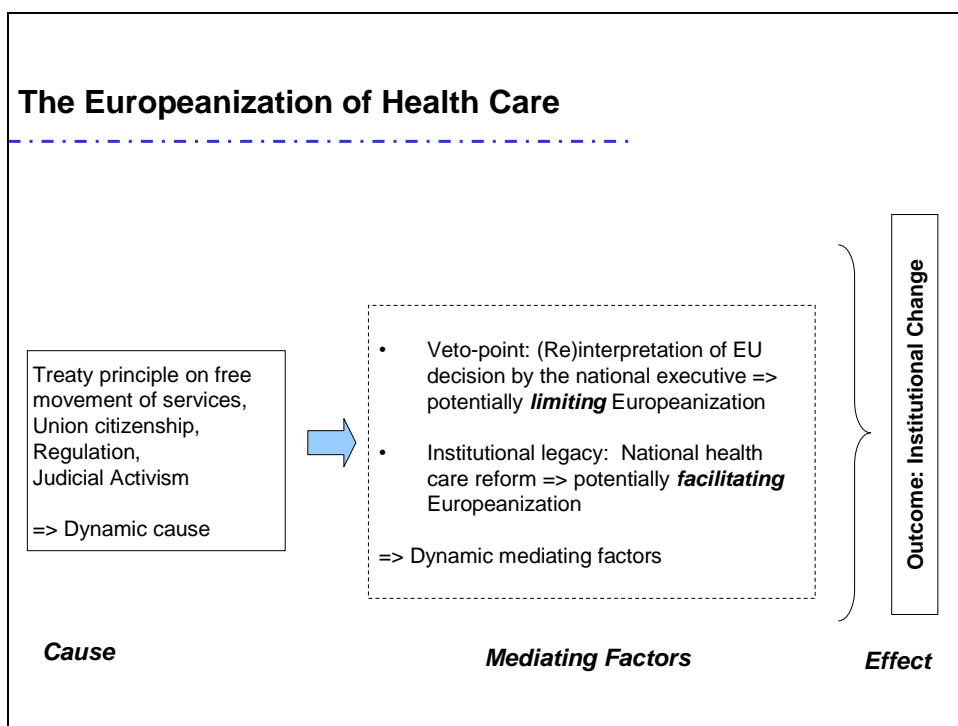 The Europeanization of Health Care
Treaty principle on free
movement of services,
Union citizenship,
Regulation,
Judicial Activism
=> Dynamic cause
• Veto-point: (Re)interpretation of EU
decision by the national executive =>
potentially limiting Europeanization
• Institutional legacy: National health
care reform => potentially facilitating
Europeanization
=> Dynamic mediating factors
Outcome: Institutional Change
Cause
Mediating Factors
Effect